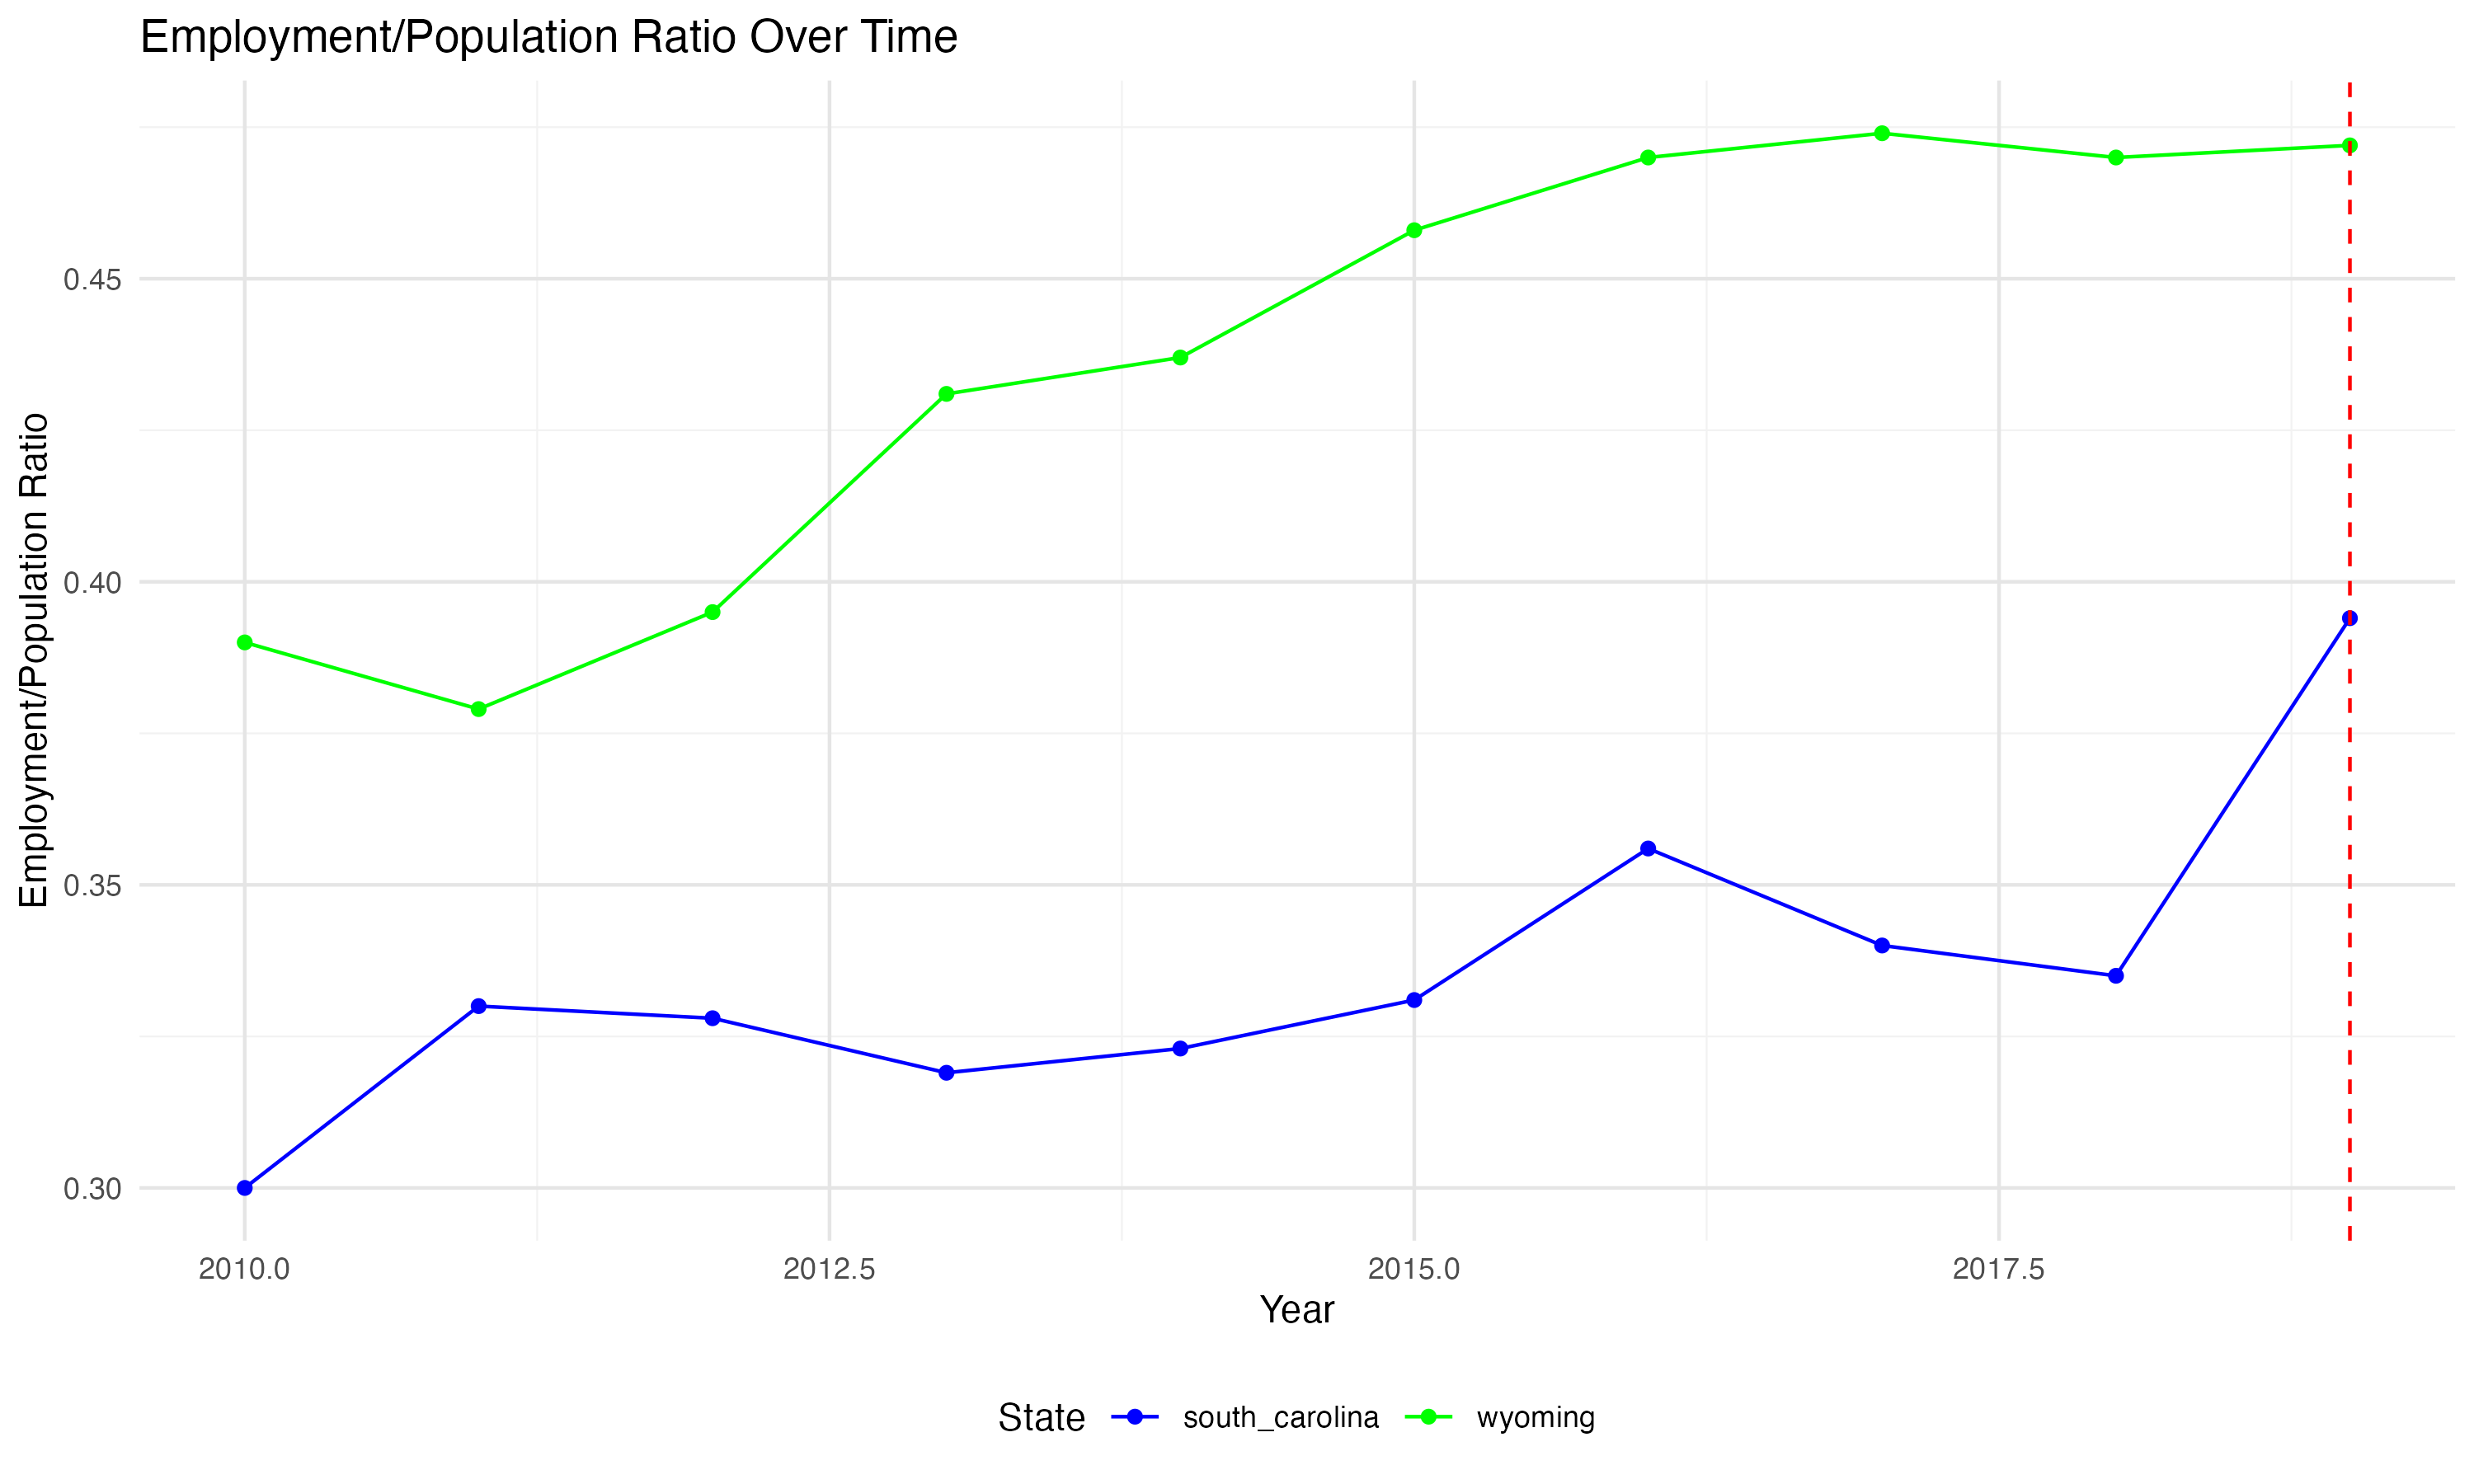 Employment/Population Ratio Over Time
Employment/Population Ratio
0.45
0.40
0.35
0.30
2010.0 2012.5 2015.0 2017.5
Year
State south_carolina wyoming